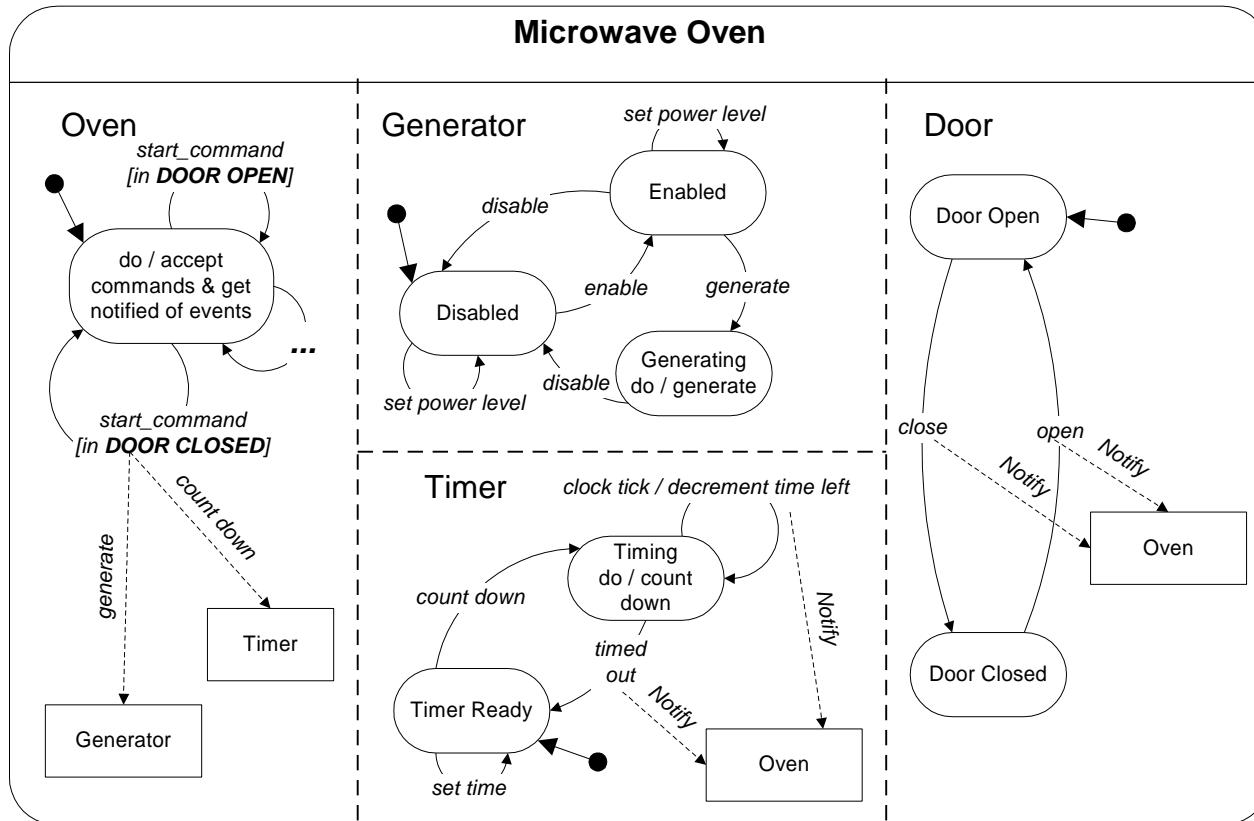 Microwave Oven
Oven
start_command
[in DOOR OPEN]
do / accept
commands & get
notified of events
...
start_command
[in DOOR CLOSED]
generate
count down
Timer
Generator
Generator
set power level
Enabled
disable
enable
generate
Disabled
Generating
do / generate
disable
set power level
Timer
clock tick / decrement time left
Timing
do / count
down
count down
timed
out
Notify
Notify
Timer Ready
set time
Oven
Door
Door Open
close
open
Notify
Notify
Oven
Door Closed